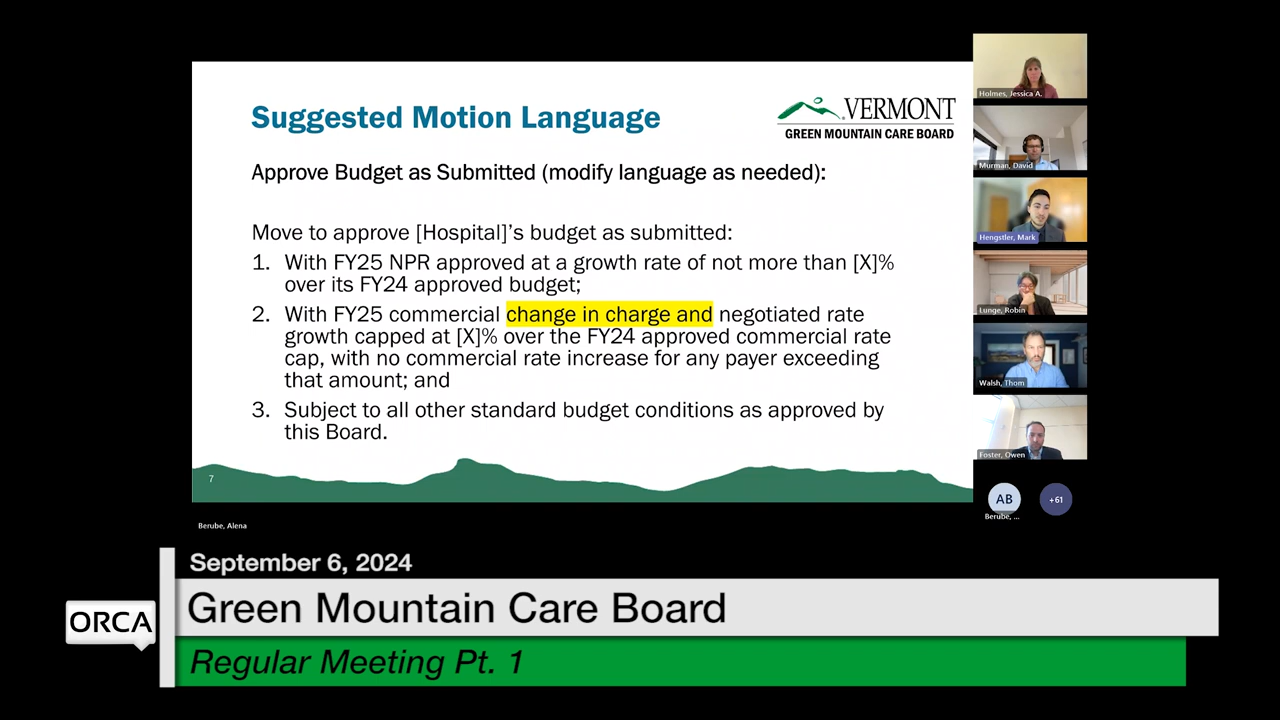 Suggested Motion Language
VERMONT
GREEN MOUNTAIN CARE BOARD
Approve Budget as Submitted (modify language as needed):
Move to approve [Hospital]’s budget as submitted:
1. With FY25 NPR approved at a growth rate of not more than [X]%
over its FY24 approved budget;
2. With FY25 commercial change in charge and negotiated rate
growth capped at [X]% over the FY24 approved commercial rate
cap, with no commercial rate increase for any payer exceeding
that amount; and
3. Subject to all other standard budget conditions as approved by
this Board.
7
Berube, Alena
Holmes, Jessica A.
Murman, David
Hengstler, Mark
Lunge, Robin
Walsh, Thom
Foster, Owen
AB
+61
Berube, ...
September 6, 2024
ORCA
Green Mountain Care Board
Regular Meeting Pt. 1